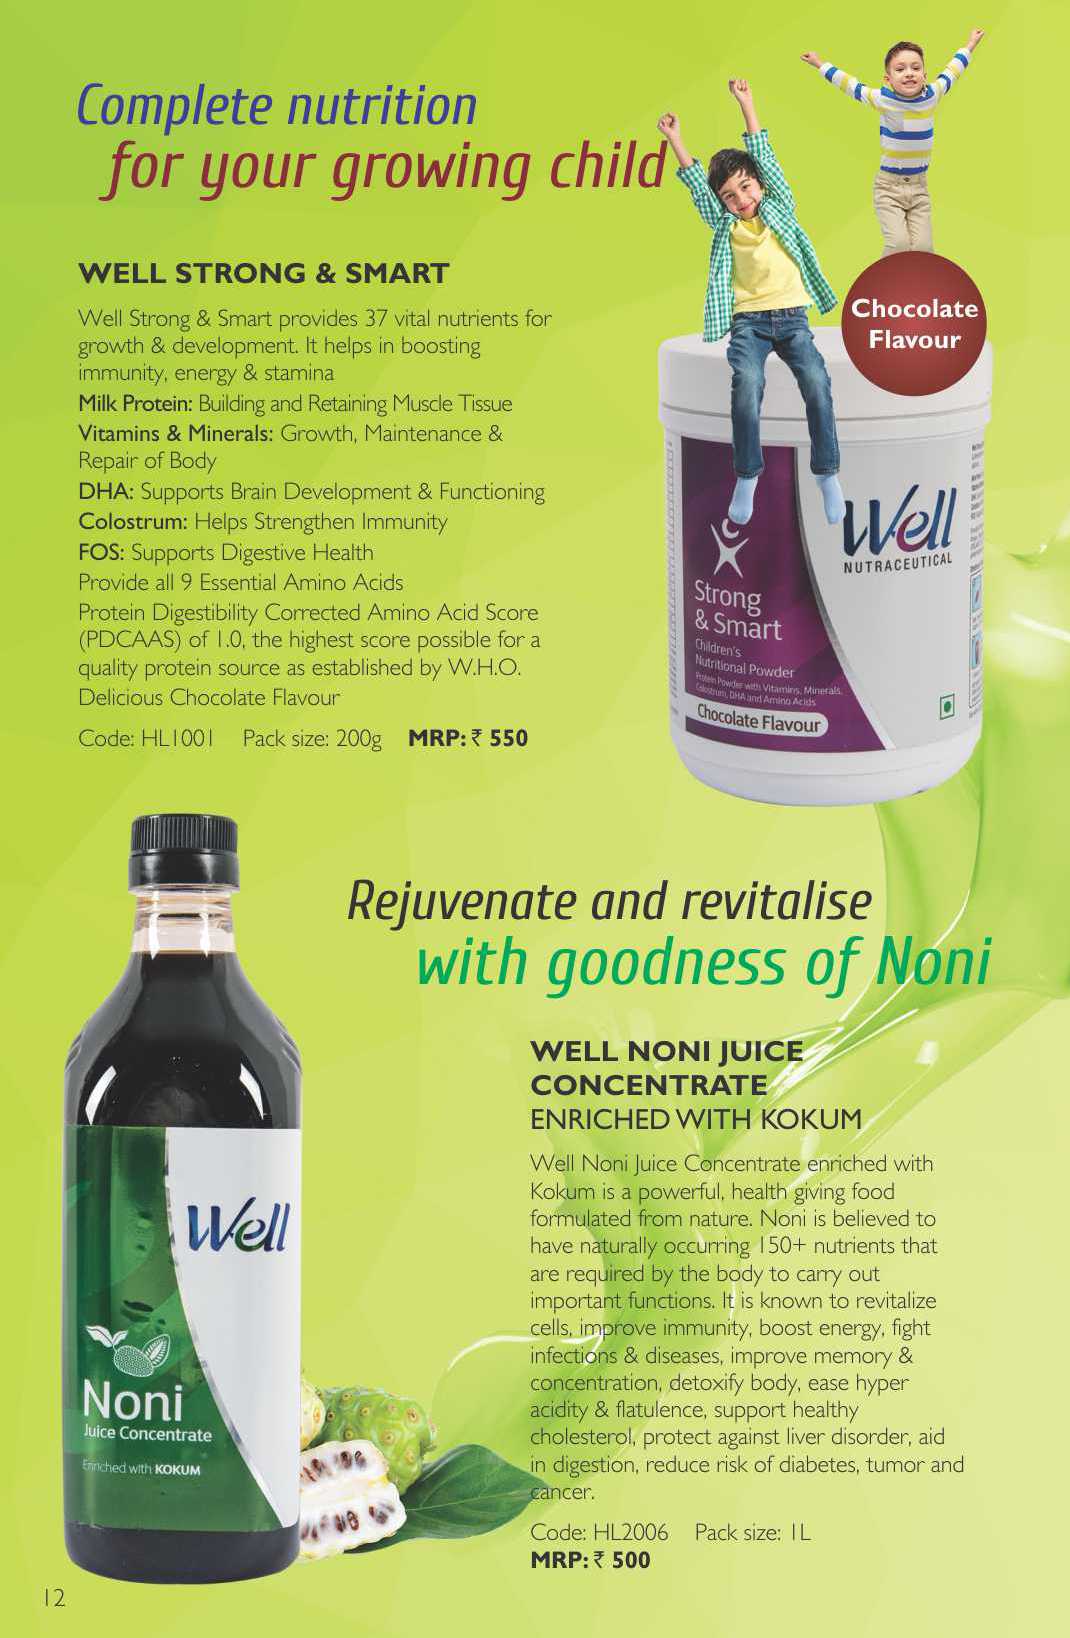 Complete nutrition
for your growing child
WELL STRONG & SMART
Well Strong & Smart provides 37 vital nutrients for
growth & development. It helps in boosting
immunity, energy & stamina
Milk Protein: Building and Retaining Muscle Tissue
Vitamins & Minerals: Growth, Maintenance &
Repair of Body
DHA: Supports Brain Development & Functioning
Colostrum: Helps Strengthen Immunity
FOS: Supports Digestive Health
Provide all 9 Essential Amino Acids
Protein Digestibility Corrected Amino Acid Score
(PDCAAS) of 1.0, the highest score possible for a
quality protein source as established by W.H.O.
Delicious Chocolate Flavour
Code: HL1001 Pack size: 200g MRP: ₹ 550
Chocolate
Flavour
Well
NUTRACEUTICAL
Strong
& Smart
Children's
Nutritional Powder
Protein Powder with Vitamins, Minerals,
Colostrum, DHA and Amino Acids
Chocolate Flavour
Rejuvenate and revitalise
with goodness of Noni
WELL NONI JUICE
CONCENTRATE
ENRICHED WITH KOKUM
Well Noni Juice Concentrate enriched with
Kokum is a powerful, health giving food
formulated from nature. Noni is believed to
have naturally occurring 150+ nutrients that
are required by the body to carry out
important functions. It is known to revitalize
cells, improve immunity, boost energy, fight
infections & diseases, improve memory &
concentration, detoxify body, ease hyper
acidity & flatulence, support healthy
cholesterol, protect against liver disorder, aid
in digestion, reduce risk of diabetes, tumor and
cancer.
Code: HL2006 Pack size: 1L
MRP: ₹ 500
Well
Noni
Juice Concentrate
Enriched with KOKUM
12